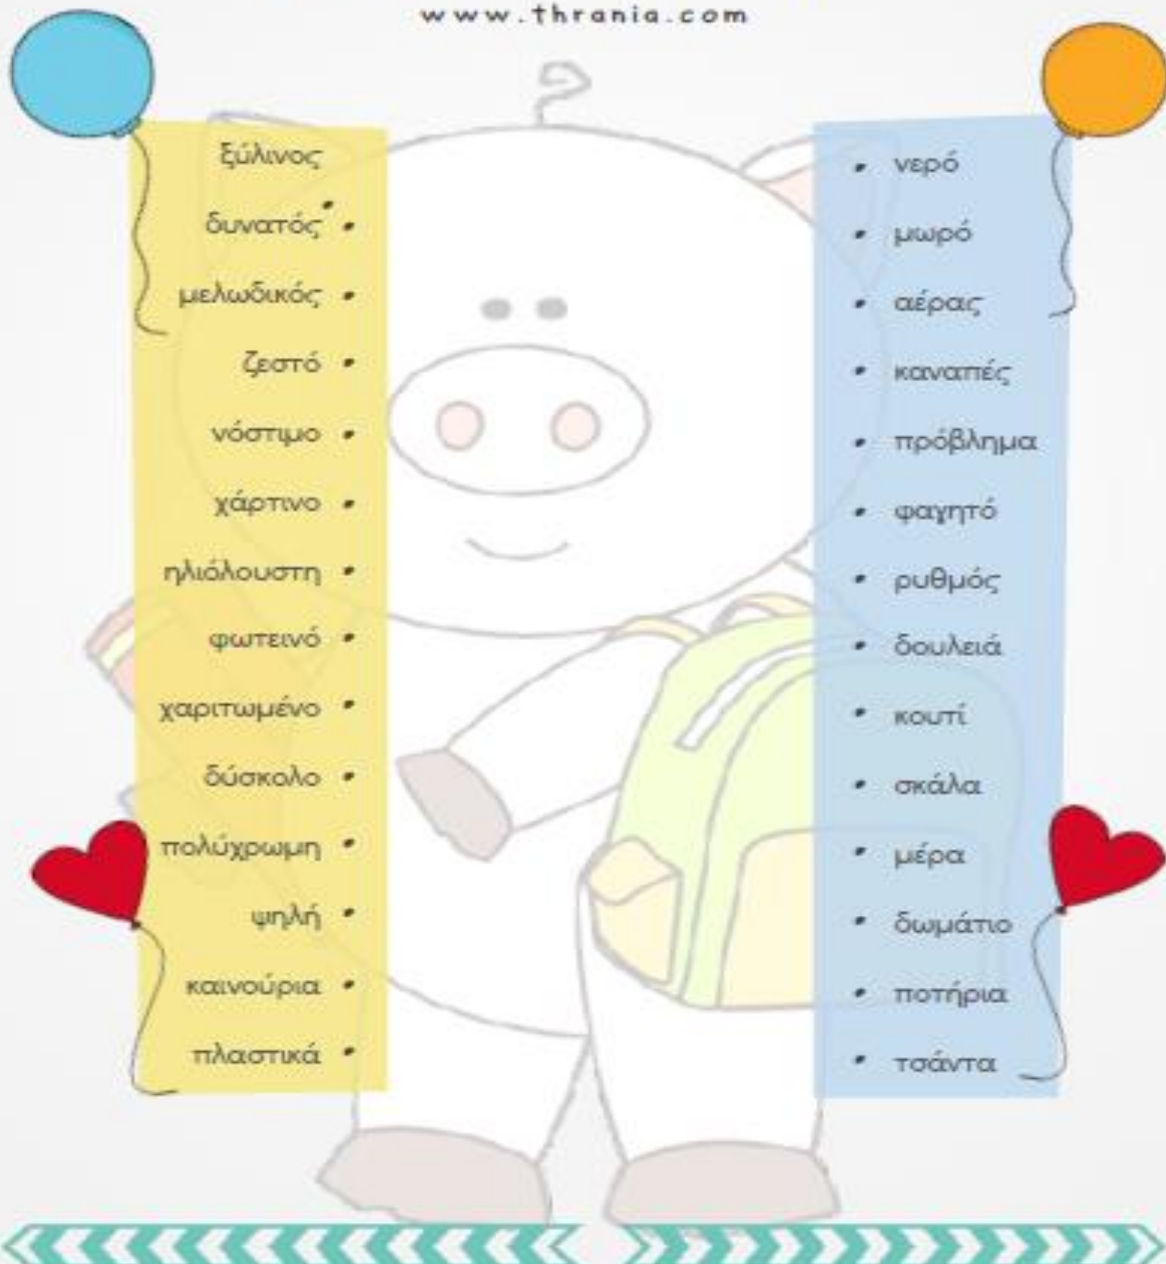 www.thrania.com
ξύλινος
δυνατός
μελωδικός
ζεστό
νόστιμο
χάρτινο
ηλιόλουστη
φωτεινό
χαριτωμένο
δύσκολο
πολύχρωμη
ψηλή
καινούρια
πλαστικά
νερό
μωρό
αέρας
καναπές
πρόβλημα
φαγητό
ρυθμός
δουλειά
κουτί
σκάλα
μέρα
δωμάτιο
ποτήρια
τσάντα